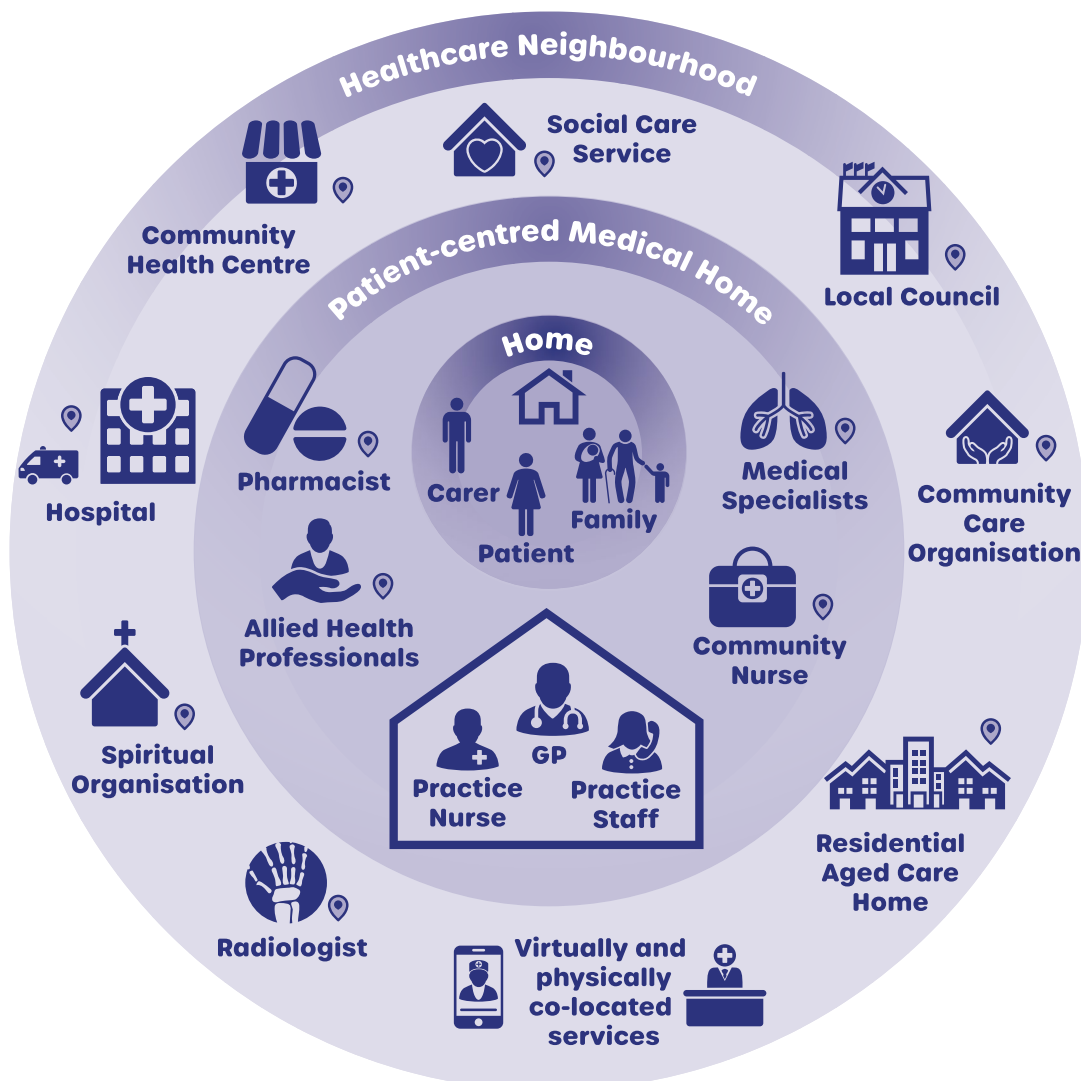 Healthcare Neighbourhood
Social Care
Service
Community
Health Centre
Local Council
Patient-centred Medical Home
Home
Carer
Patient
Family
Pharmacist
Medical
Specialists
Hospital
Community
Care
Organisation
Allied Health
Professionals
Community
Nurse
GP
Practice
Nurse
Practice
Staff
Spiritual
Organisation
Residential
Aged Care
Home
Radiologist
Virtually and
physically
co-located
services